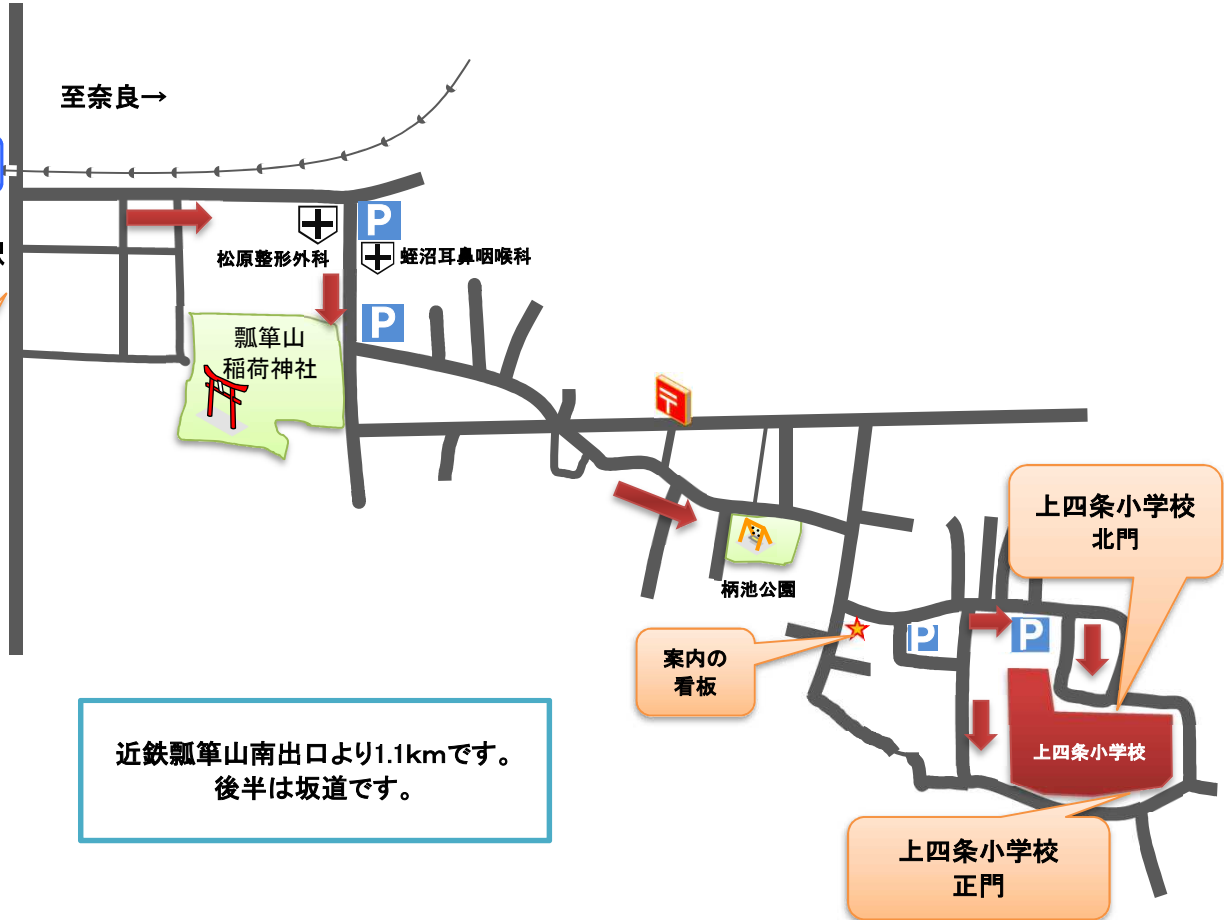 至奈良→
P
松原整形外科
蛭沼耳鼻咽喉科
P
瓢箪山
稲荷神社
〒
上四条小学校
北門
柄池公園
案内の
看板
P
P
上四条小学校
近鉄瓢箪山南出口より1.1kmです。
後半は坂道です。
上四条小学校
正門